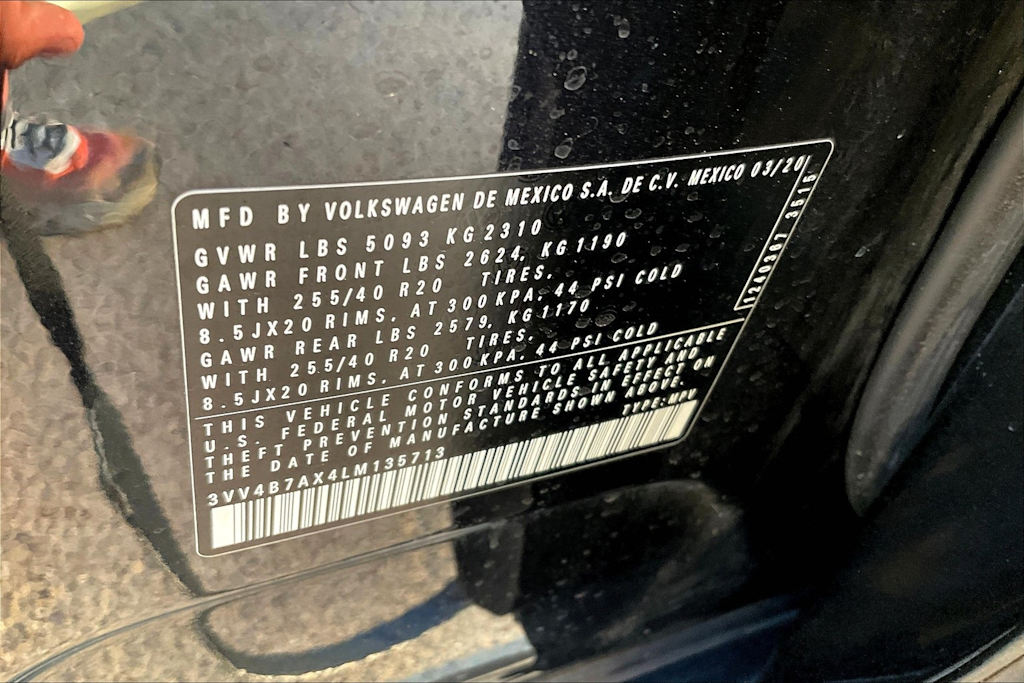 MFD BY VOLKSWAGEN DE MEXICO S.A. DE C.V. MEXICO 03/20
GVWR LBS 5093 KG 2310
GAWR FRONT LBS 2624, KG 1190
WITH 255/40 R20 TIRES,
8.5JX20 RIMS, AT 300 KPA, 44 PSI COLD
GAWR REAR LBS 2579, KG 1170
WITH 255/40 R20 TIRES,
8.5JX20 RIMS, AT 300 KPA, 44 PSI COLD
THIS VEHICLE CONFORMS TO ALL APPLICABLE
U.S. FEDERAL MOTOR VEHICLE SAFETY AND
THEFT PREVENTION STANDARDS IN EFFECT ON
THE DATE OF MANUFACTURE SHOWN ABOVE.
3VV4B7AX4LM135713 TYPE:MPV